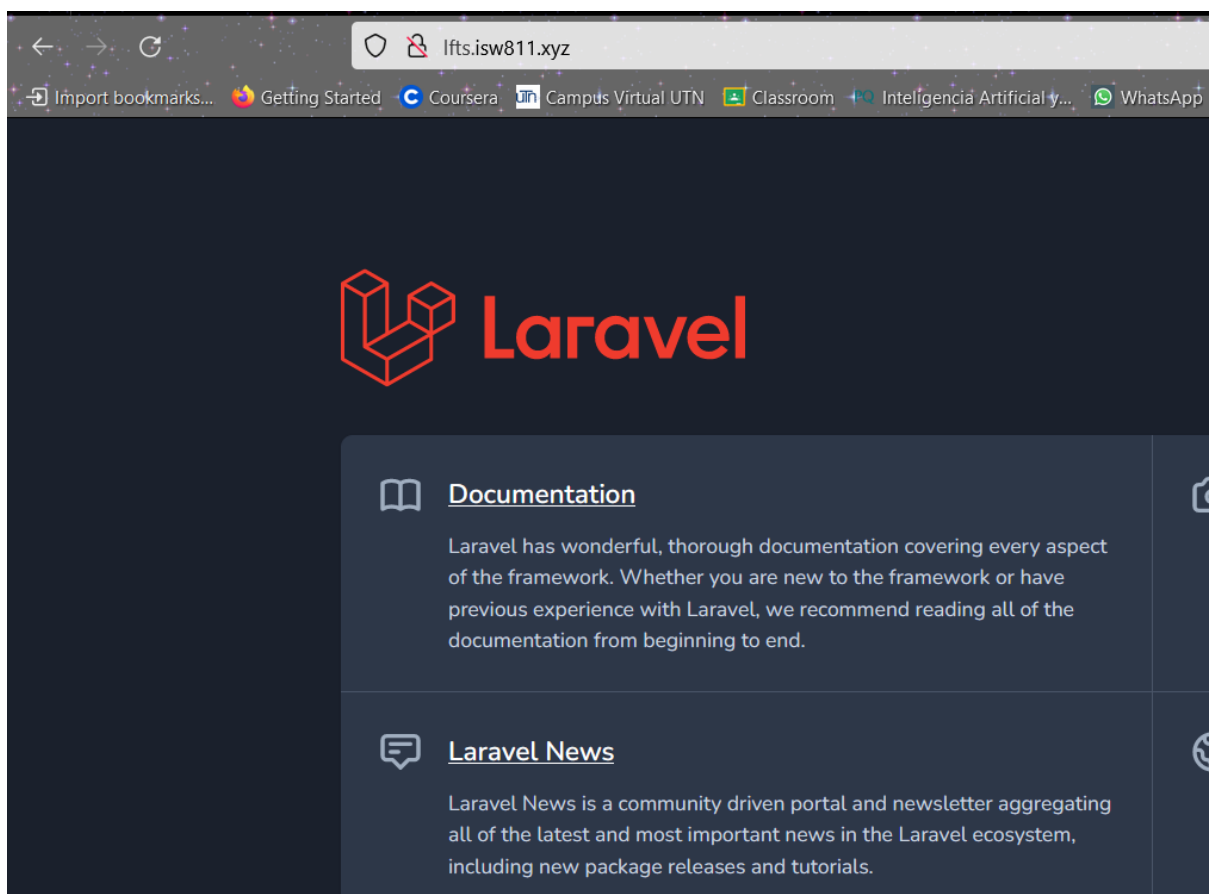 lfts.isw811.xyz
Import bookmarks... Getting Started Coursera Campus Virtual UTN Classroom Inteligencia Artificial y... WhatsApp
Laravel
Documentation
Laravel has wonderful, thorough documentation covering every aspect
of the framework. Whether you are new to the framework or have
previous experience with Laravel, we recommend reading all of the
documentation from beginning to end.
Laravel News
Laravel News is a community driven portal and newsletter aggregating
all of the latest and most important news in the Laravel ecosystem,
including new package releases and tutorials.